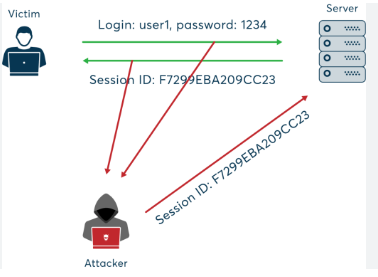 Victim
Server
Login: user1, password: 1234
Session ID: F7299EBA209CC23
Session ID: F7299EBA209CC23
Attacker